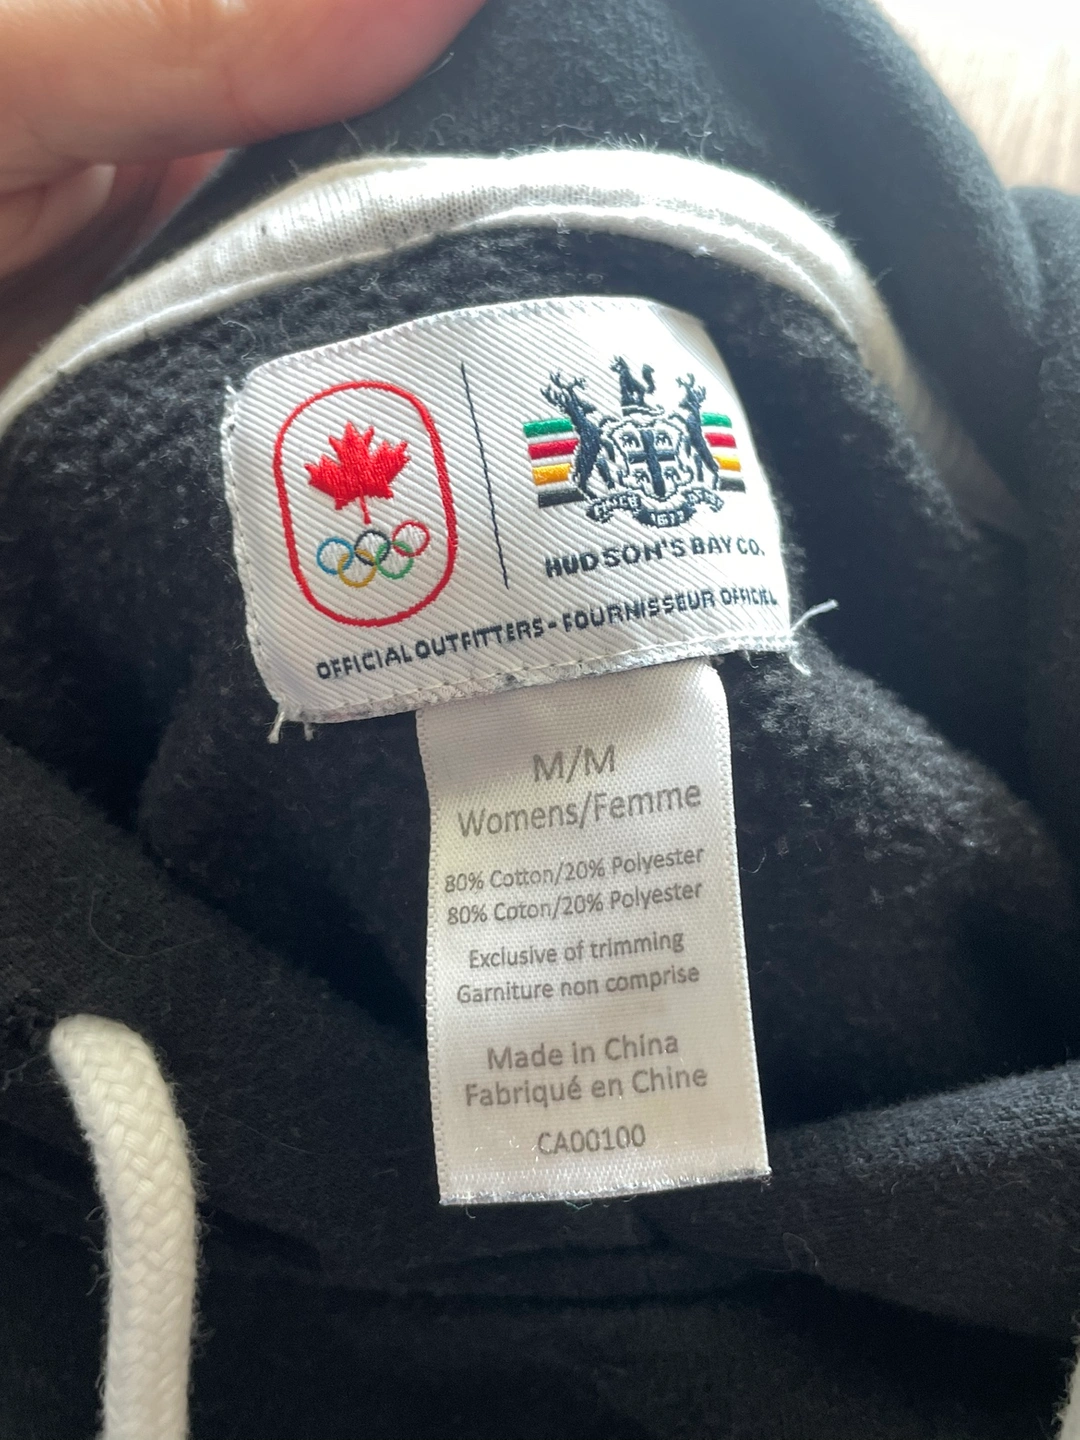 HUDSON'S BAY CO.
OFFICIAL OUTFITTERS - FOURNISSEUR OFFICIEL
M/M
Womens/Femme
80% Cotton/20% Polyester
80% Coton/20% Polyester
Exclusive of trimming
Garniture non comprise
Made in China
Fabriqué en Chine
CA00100